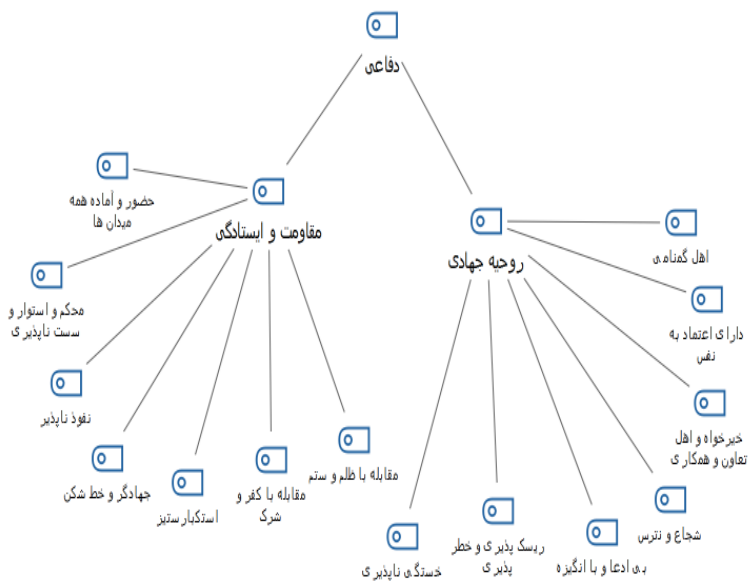 دفاعی
مقاومت و ایستادگی
حضور و آماده همه
میدان ها
محکم و استوار و
سست ناپذیری
نفوذ ناپذیر
جهادگر و خط شکن
استکبارستیز
مقابله با کفر و
شرک
مقابله با ظلم و ستم
روحیه جهادی
اهل گمنامی
دارای اعتماد به
نفس
خیرخواه و اهل
تعاون و همکاری
شجاع و نترس
بی ادعا و با انگیزه
ریسک پذیری و خطر
پذیری
خستگی ناپذیری